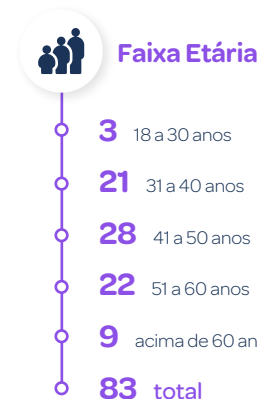 Faixa Etária
3 18 a 30 anos
21 31 a 40 anos
28 41 a 50 anos
22 51 a 60 anos
9 acima de 60 an
83 total